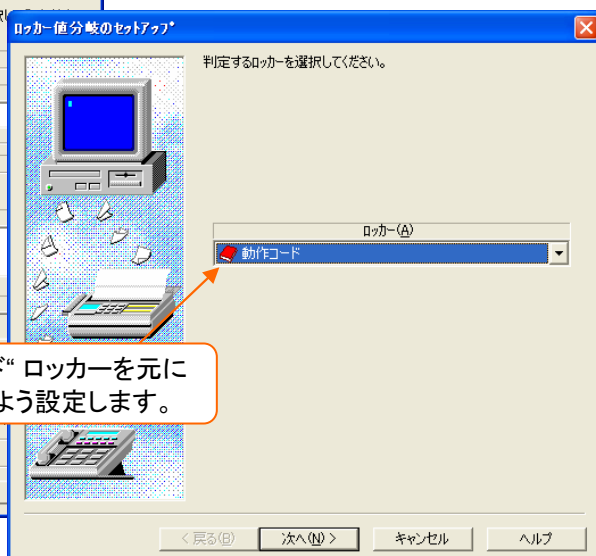 ロッカー値分岐のセットアップ
判定するロッカーを選択してください。
ロッカー(A)
動作コード
ド“ ロッカーを元に
よう設定します。
< 戻る(B)
次へ(N) >
キャンセル
ヘルプ